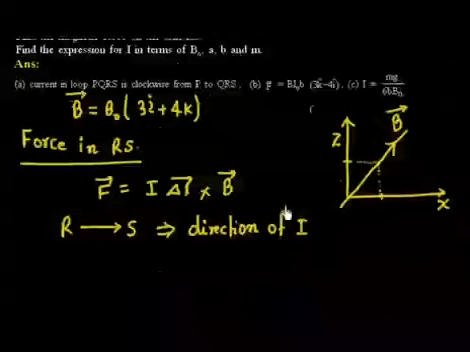 Find the expression for I in terms of B₀, a, b and m.
Ans:
(a) current in loop PQRS is clockwise from P to QRS. (b) F = BI₀b (3k̂–4î). (c) I = mg/6bB₀
(
B⃗ = B₀ ( 3î + 4k )
Force in RS.
F⃗ = I Δl⃗ × B⃗
R → S ⇒ direction of I
Z
B⃗
X